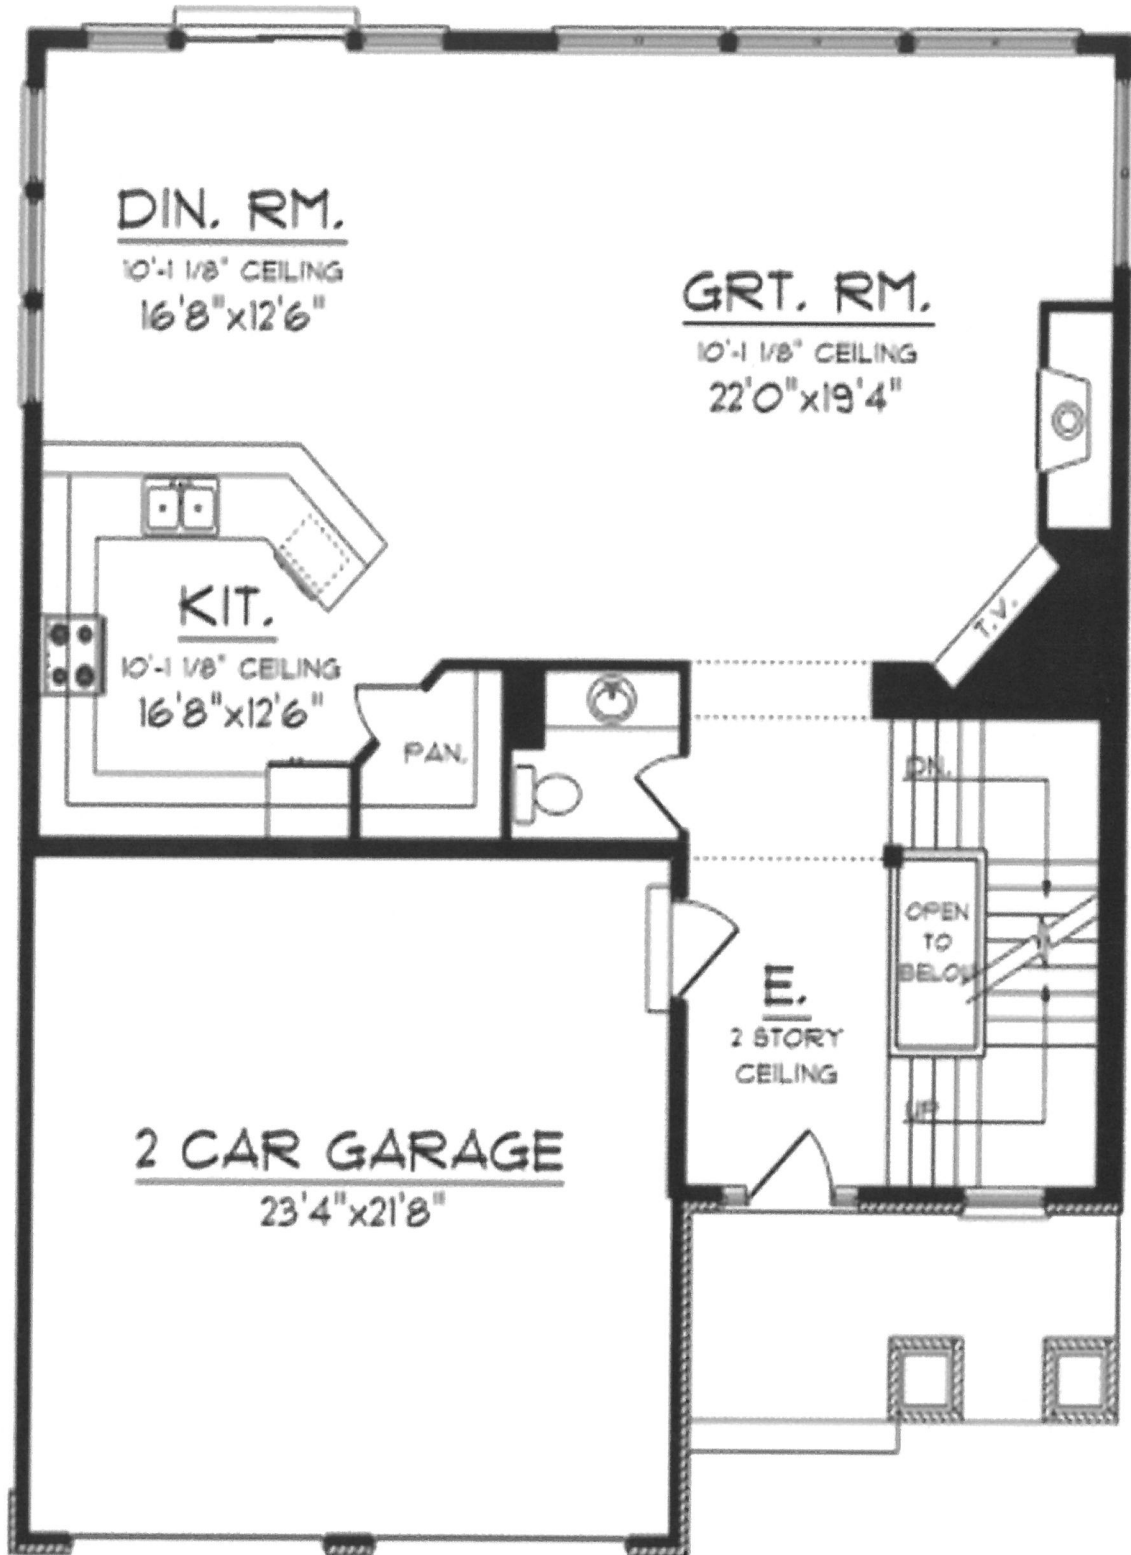 DIN. RM.
10'-1 1/8" CEILING
16'8"x12'6"
GRT. RM.
10'-1 1/8" CEILING
22'0"x19'4"
T.V.
KIT.
10'-1 1/8" CEILING
16'8"x12'6"
PAN.
DN.
OPEN
TO
BELOW
E.
2 STORY
CEILING
UP
2 CAR GARAGE
23'4"x21'8"